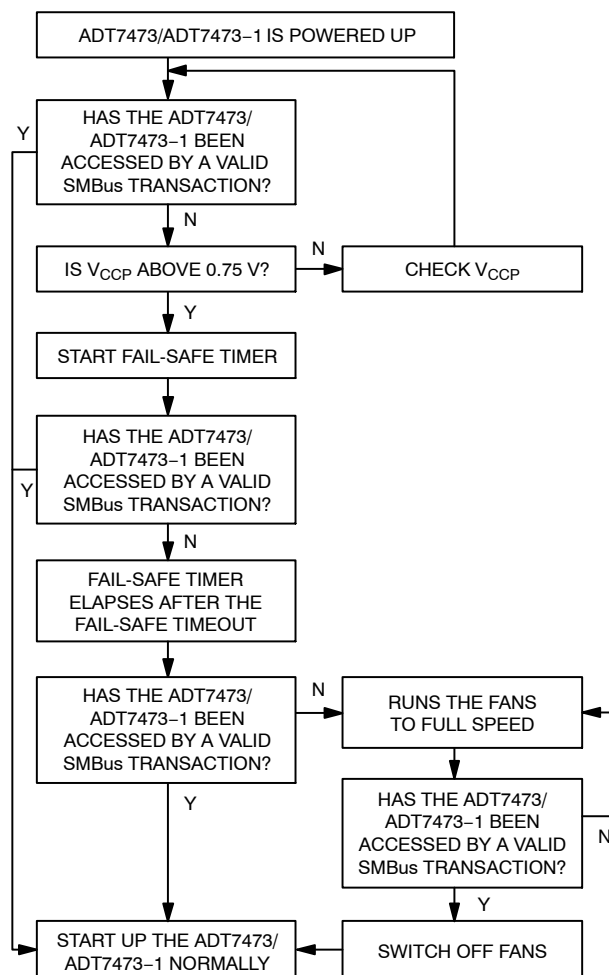 ADT7473/ADT7473−1 IS POWERED UP
HAS THE ADT7473/
ADT7473−1 BEEN
ACCESSED BY A VALID
SMBus TRANSACTION?
Y
N
IS VCCP ABOVE 0.75 V?
N
CHECK VCCP
Y
START FAIL-SAFE TIMER
HAS THE ADT7473/
ADT7473−1 BEEN
ACCESSED BY A VALID
SMBus TRANSACTION?
Y
N
FAIL-SAFE TIMER
ELAPSES AFTER THE
FAIL-SAFE TIMEOUT
HAS THE ADT7473/
ADT7473−1 BEEN
ACCESSED BY A VALID
SMBus TRANSACTION?
N
RUNS THE FANS
TO FULL SPEED
Y
HAS THE ADT7473/
ADT7473−1 BEEN
ACCESSED BY A VALID
SMBus TRANSACTION?
N
Y
START UP THE ADT7473/
ADT7473−1 NORMALLY
SWITCH OFF FANS